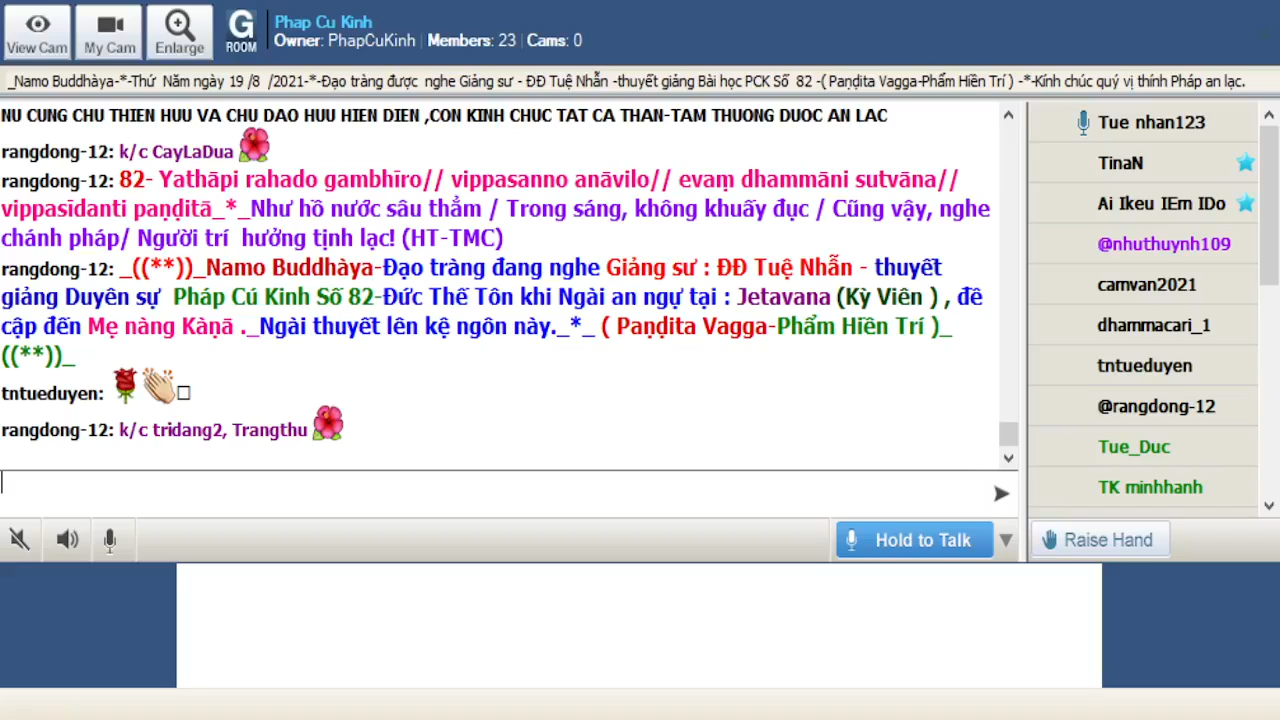 View Cam
My Cam
Enlarge
G
ROOM
Phap Cu Kinh
Owner: PhapCuKinh | Members: 23 | Cams: 0
_Namo Buddhàya-*-Thứ Năm ngày 19 /8 /2021-*-Đạo tràng được nghe Giảng sư - ĐĐ Tuệ Nhẫn -thuyết giảng Bài học PCK Số 82 -( Paṇḍita Vagga-Phẩm Hiền Trí ) -*-Kính chúc quý vị thính Pháp an lạc.
NU CUNG CHU THIEN HUU VA CHU DAO HUU HIEN DIEN ,CON KINH CHUC TAT CA THAN-TAM THUONG DUOC AN LAC
rangdong-12: k/c CayLaDua
rangdong-12: 82- Yathāpi rahado gambhīro// vippasanno anāvilo// evaṃ dhammāni sutvāna//
vippasīdanti paṇḍitā_*_Như hồ nước sâu thẳm / Trong sáng, không khuấy đục / Cũng vậy, nghe
chánh pháp/ Người trí hưởng tịnh lạc! (HT-TMC)
rangdong-12: _((**))_Namo Buddhàya-Đạo tràng đang nghe Giảng sư : ĐĐ Tuệ Nhẫn - thuyết
giảng Duyên sự Pháp Cú Kinh Số 82-Đức Thế Tôn khi Ngài an ngự tại : Jetavana (Kỳ Viên ) , đề
cập đến Mẹ nàng Kàṇà ._Ngài thuyết lên kệ ngôn này._*_ ( Paṇḍita Vagga-Phẩm Hiền Trí )_
((**))_
tntueduyen:
rangdong-12: k/c tridang2, Trangthu
Tue nhan123
TinaN
Ai Ikeu IEm IDo
@nhuthuynh109
camvan2021
dhammacari_1
tntueduyen
@rangdong-12
Tue_Duc
TK minhhanh
Hold to Talk
Raise Hand